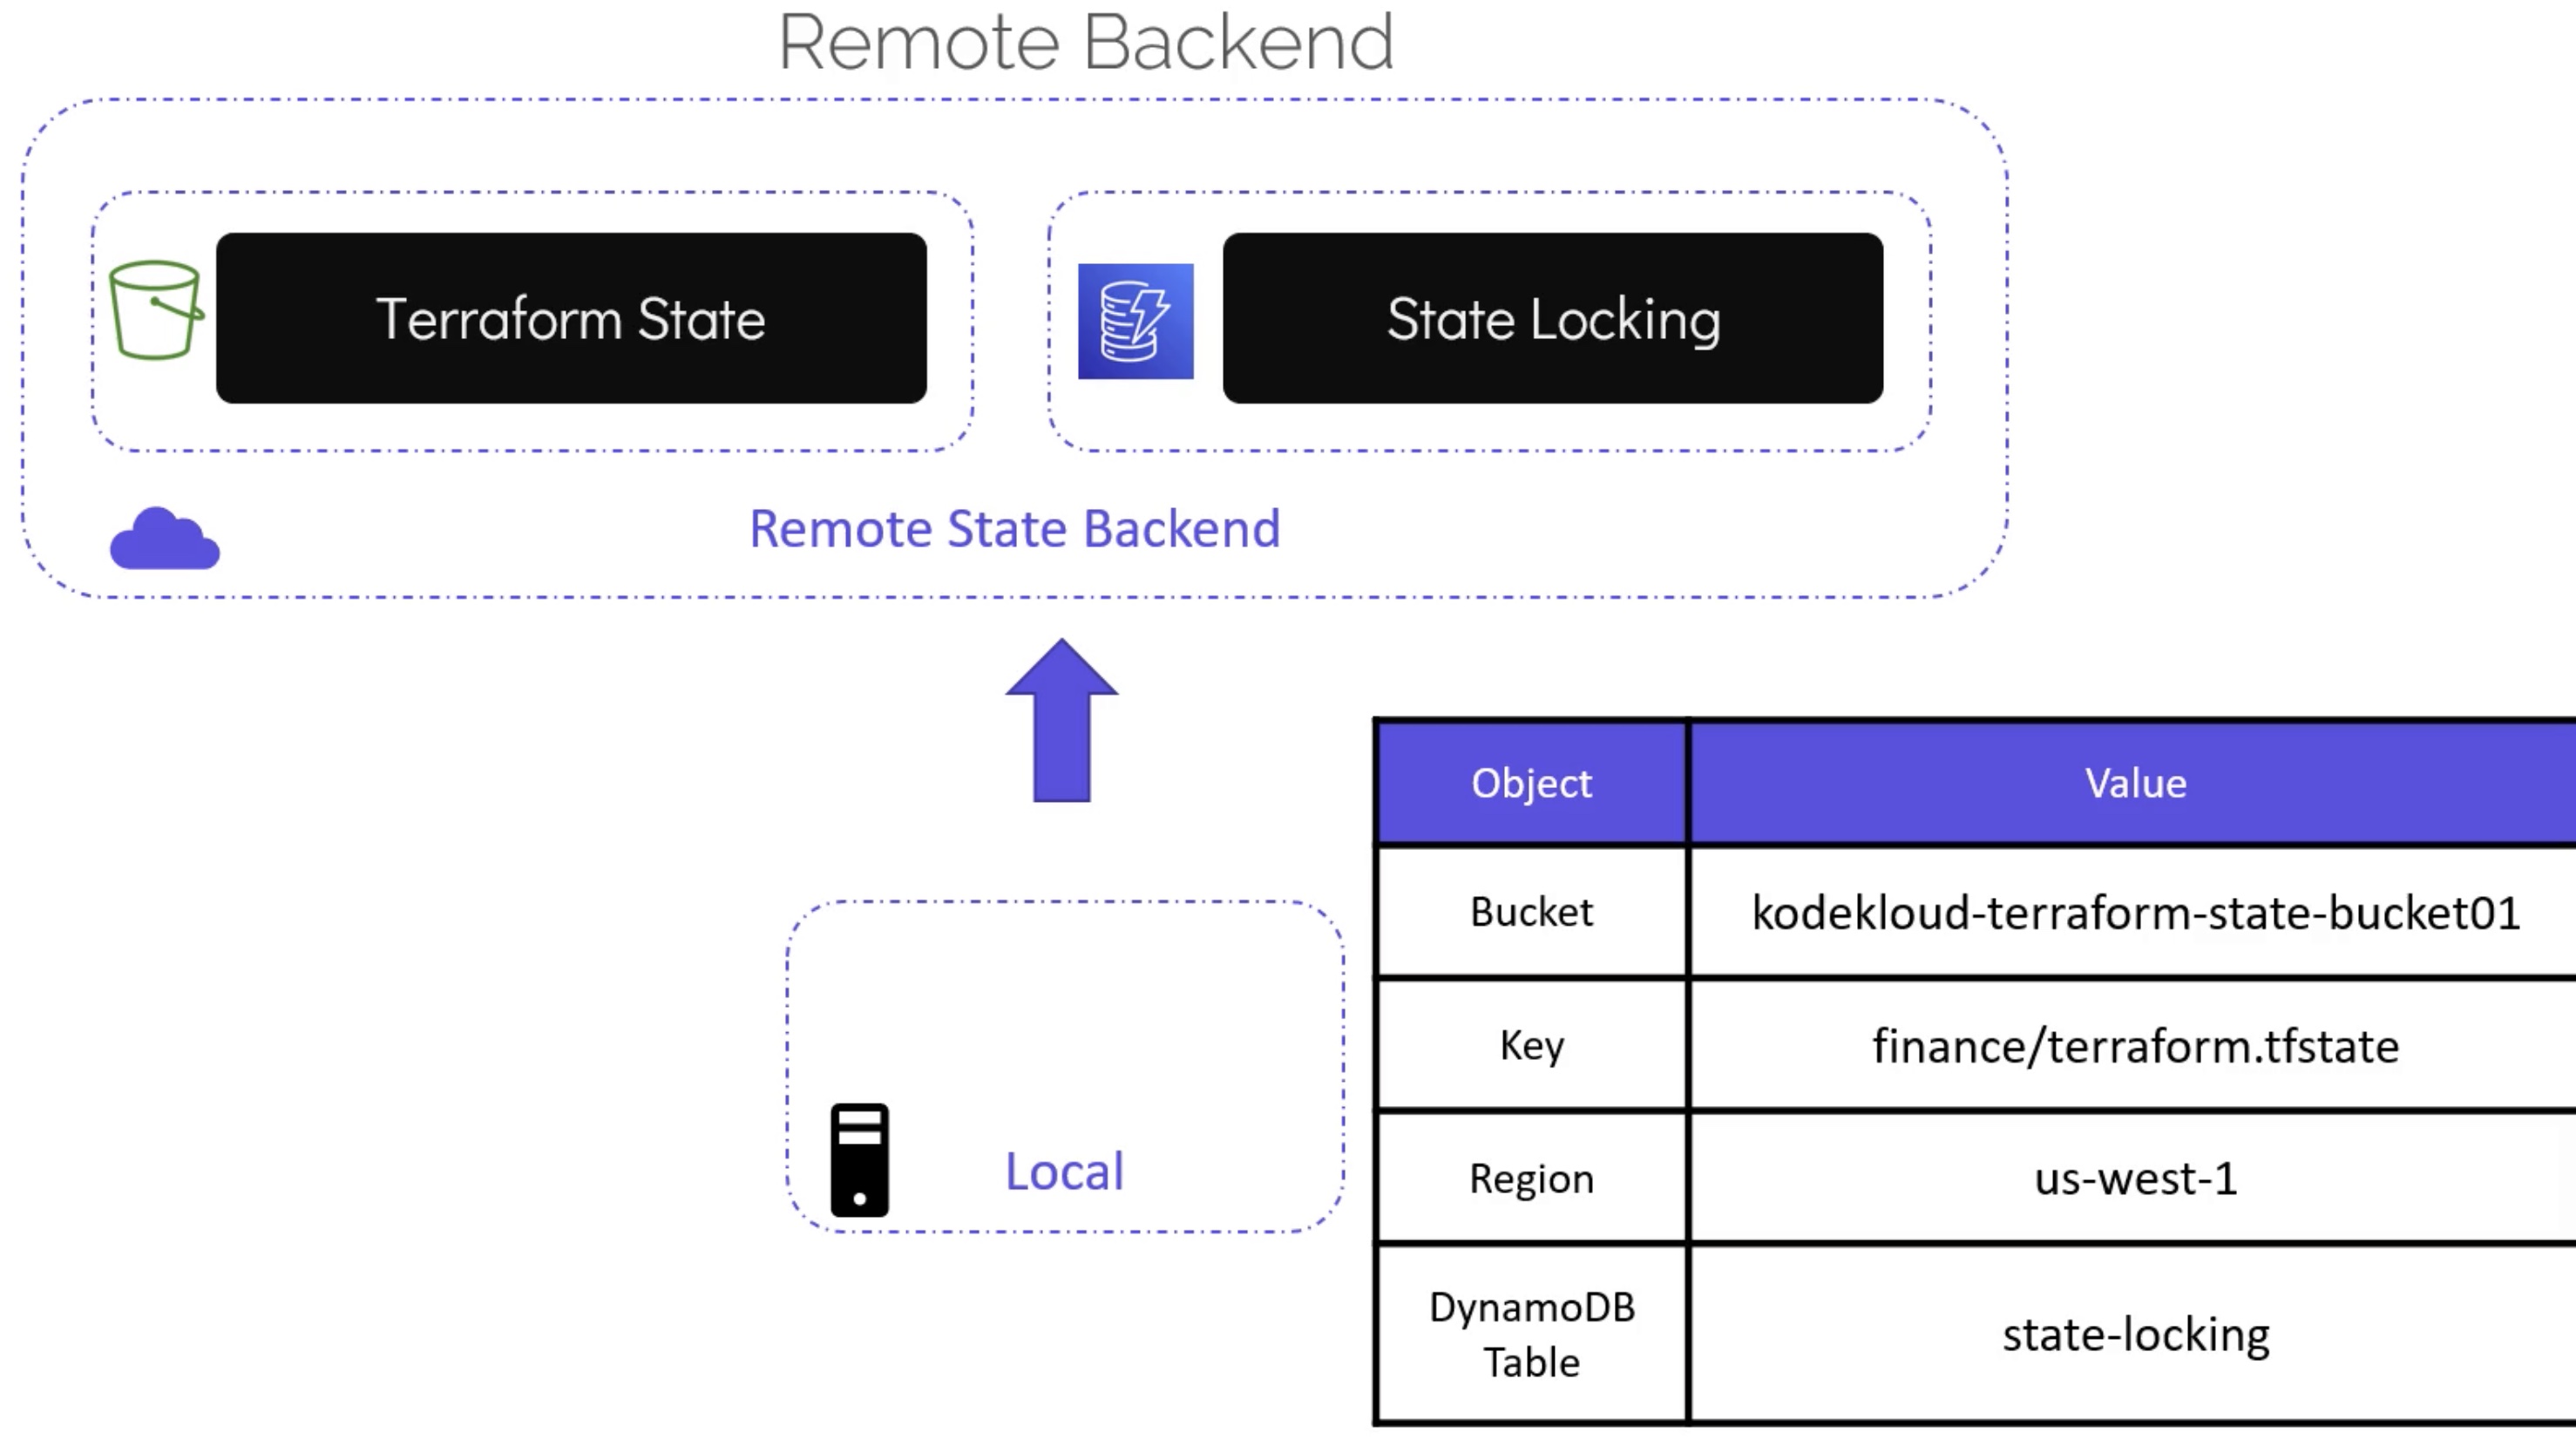 Remote Backend
Terraform State
State Locking
Remote State Backend
Local
Object
Value
Bucket
kodekloud-terraform-state-bucket01
Key
finance/terraform.tfstate
Region
us-west-1
DynamoDB
Table
state-locking